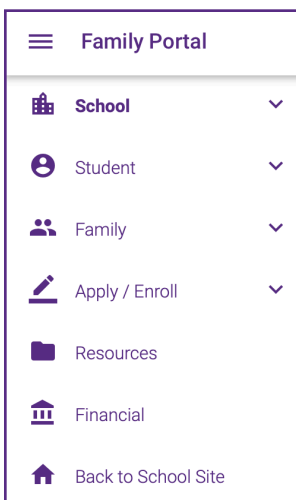 Family Portal
School
Student
Family
Apply / Enroll
Resources
Financial
Back to School Site